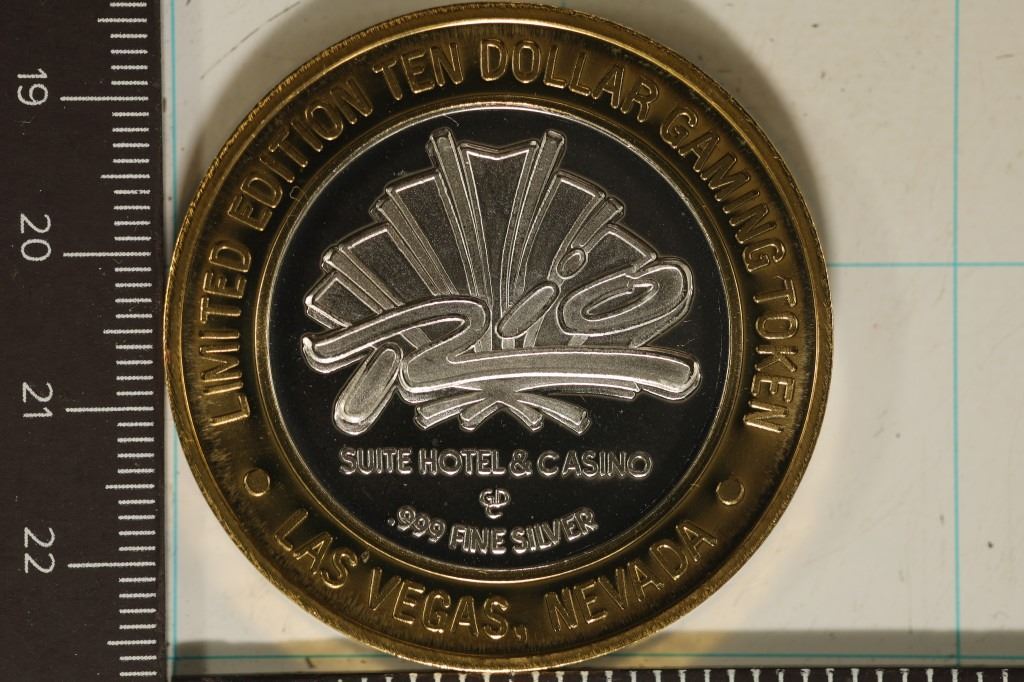 LIMITED EDITION TEN DOLLAR GAMING TOKEN
Rio
SUITE HOTEL & CASINO
GDC
.999 FINE SILVER
LAS VEGAS, NEVADA
19
20
21
22